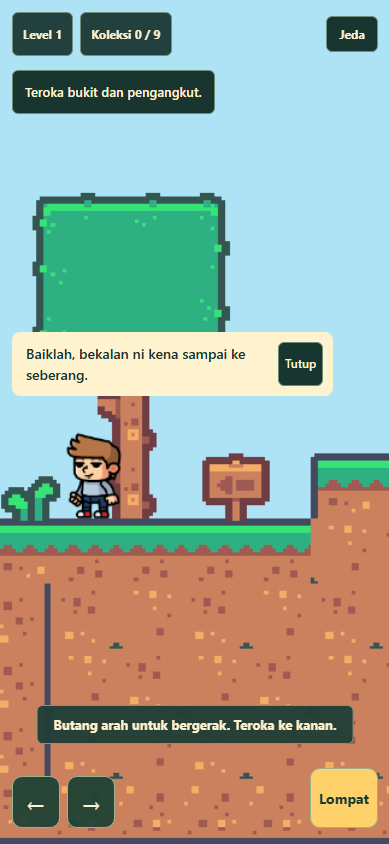 Level 1
Koleksi 0 / 9
Jeda
Teroka bukit dan pengangkut.
Baiklah, bekalan ni kena sampai ke
seberang.
Tutup
Butang arah untuk bergerak. Teroka ke kanan.
← →
Lompat